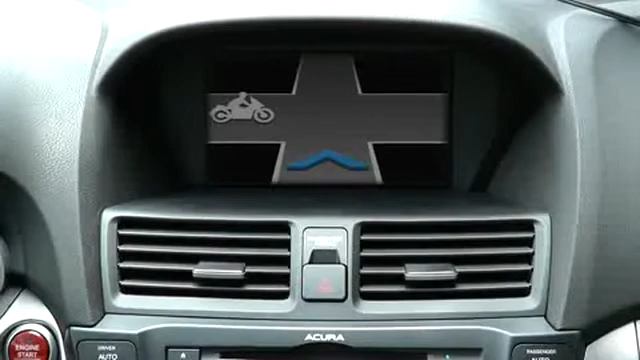 ACURA
ENGINE
START
DRIVER
AUTO
PASSENGER
AUTO